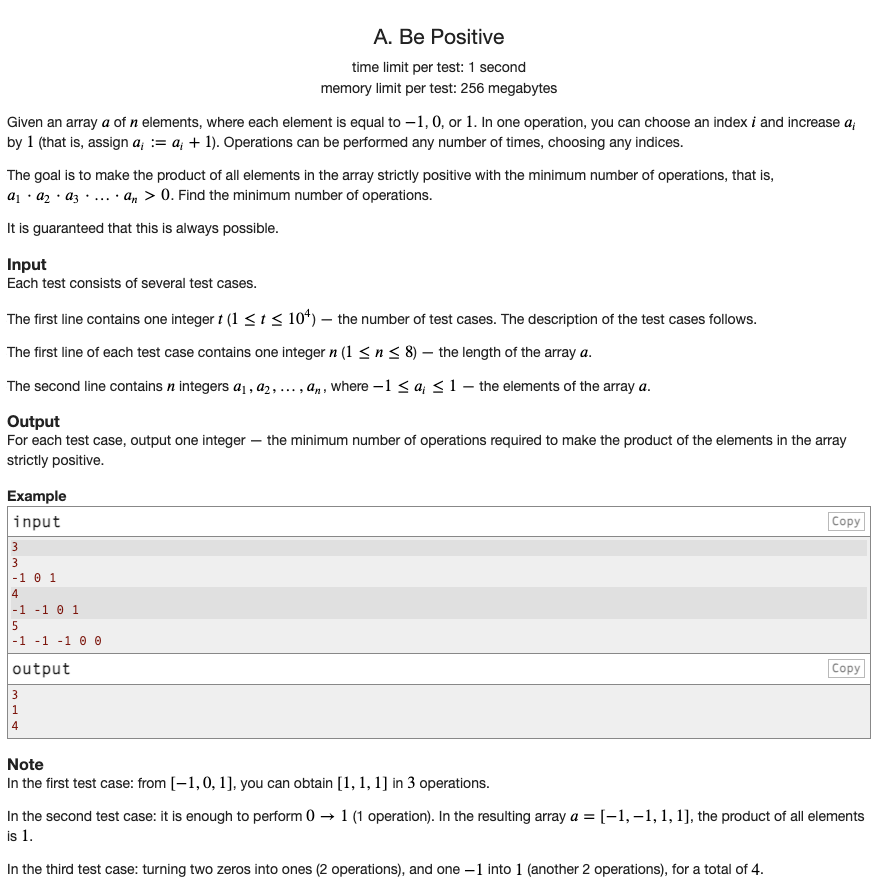 A. Be Positive
time limit per test: 1 second
memory limit per test: 256 megabytes
Given an array a of n elements, where each element is equal to −1, 0, or 1. In one operation, you can choose an index i and increase a_i
by 1 (that is, assign a_i := a_i + 1). Operations can be performed any number of times, choosing any indices.
The goal is to make the product of all elements in the array strictly positive with the minimum number of operations, that is,
a_1 · a_2 · a_3 · … · a_n > 0. Find the minimum number of operations.
It is guaranteed that this is always possible.
Input
Each test consists of several test cases.
The first line contains one integer t (1 ≤ t ≤ 10^4) — the number of test cases. The description of the test cases follows.
The first line of each test case contains one integer n (1 ≤ n ≤ 8) — the length of the array a.
The second line contains n integers a_1, a_2, … , a_n, where −1 ≤ a_i ≤ 1 — the elements of the array a.
Output
For each test case, output one integer — the minimum number of operations required to make the product of the elements in the array
strictly positive.
Example
input Copy
3
3
-1 0 1
4
-1 -1 0 1
5
-1 -1 -1 0 0
output Copy
3
1
4
Note
In the first test case: from [−1, 0, 1], you can obtain [1, 1, 1] in 3 operations.
In the second test case: it is enough to perform 0 → 1 (1 operation). In the resulting array a = [−1, −1, 1, 1], the product of all elements
is 1.
In the third test case: turning two zeros into ones (2 operations), and one −1 into 1 (another 2 operations), for a total of 4.